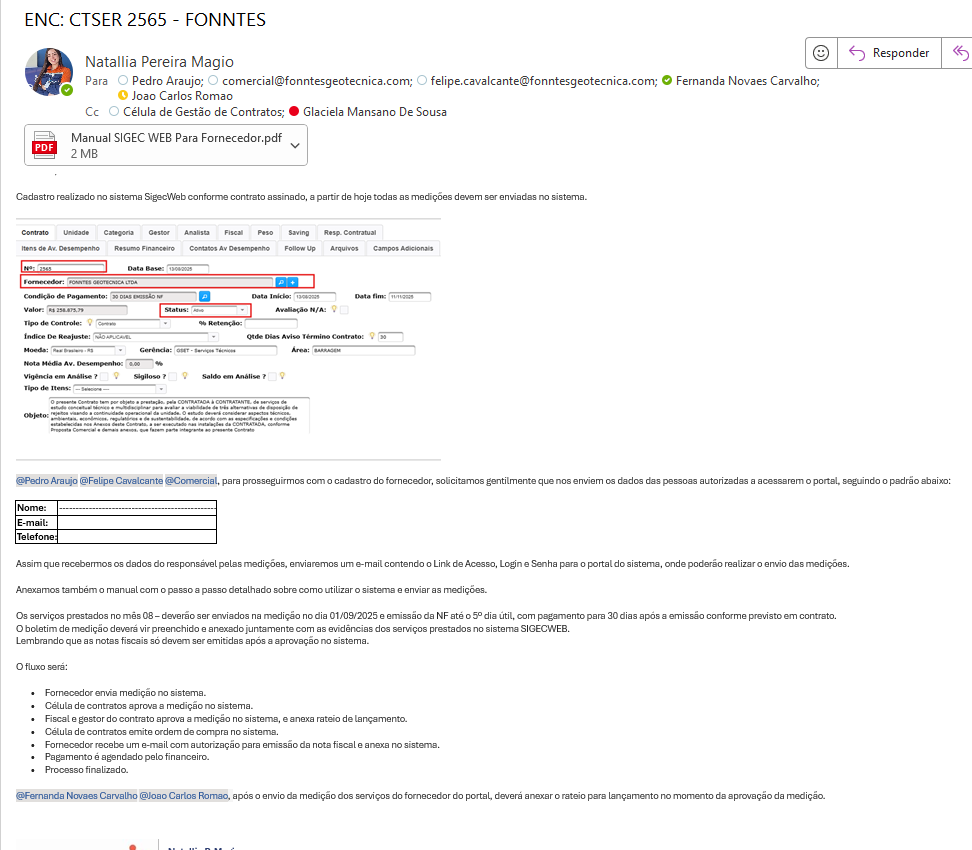 ENC: CTSER 2565 - FONNTES
Natallia Pereira Magio
Responder
Para Pedro Araujo; comercial@fonntesgeotecnica.com; felipe.cavalcante@fonntesgeotecnica.com; Fernanda Novaes Carvalho;
Joao Carlos Romao
Cc Célula de Gestão de Contratos; Glaciela Mansano De Sousa
PDF
Manual SIGEC WEB Para Fornecedor.pdf
2 MB
Cadastro realizado no sistema SigecWeb conforme contrato assinado, a partir de hoje todas as medições devem ser enviadas no sistema.
Contrato Unidade Categoria Gestor Analista Fiscal Peso Saving Resp. Contratual
Itens de Av. Desempenho Resumo Financeiro Contatos Av Desempenho Follow Up Arquivos Campos Adicionais
Nº: 2565 Data Base: 13/08/2025
Fornecedor: FONNTES GEOTECNICA LTDA
Condição de Pagamento: 30 DIAS EMISSÃO NF Data Início: 13/08/2025 Data fim: 11/11/2025
Valor: R$ 258.875,79 Status: Ativo Avaliação N/A:
Tipo de Controle: Contrato % Retenção:
Índice De Reajuste: NÃO APLICAVEL Qtde Dias Aviso Término Contrato: 30
Moeda: Real Brasileiro - R$ Gerência: GSET - Serviços Técnicos Área: BARRAGEM
Nota Média Av. Desempenho: 0,00 %
Vigência em Análise ? Sigiloso ? Saldo em Análise ?
Tipo de Itens: --- Selecione ---
O presente Contrato tem por objeto a prestação, pela CONTRATADA à CONTRATANTE, de serviços de
estudo conceitual técnico e multidisciplinar para avaliar a viabilidade de três alternativas de disposição de
rejeitos visando a continuidade operacional da unidade. O estudo deverá considerar aspectos técnicos,
Objeto: ambientais, econômicos, regulatórios e de sustentabilidade, de acordo com as especificações e condições
estabelecidas nos Anexos deste Contrato, a ser executado nas instalações da CONTRATADA, conforme
Proposta Comercial e demais anexos, que fazem parte integrante ao presente Contrato
@Pedro Araujo @Felipe Cavalcante @Comercial, para prosseguirmos com o cadastro do fornecedor, solicitamos gentilmente que nos enviem os dados das pessoas autorizadas a acessarem o portal, seguindo o padrão abaixo:
Nome: ------------------------------------------------
E-mail:
Telefone:
Assim que recebermos os dados do responsável pelas medições, enviaremos um e-mail contendo o Link de Acesso, Login e Senha para o portal do sistema, onde poderão realizar o envio das medições.
Anexamos também o manual com o passo a passo detalhado sobre como utilizar o sistema e enviar as medições.
Os serviços prestados no mês 08 – deverão ser enviados na medição no dia 01/09/2025 e emissão da NF até o 5º dia útil, com pagamento para 30 dias após a emissão conforme previsto em contrato.
O boletim de medição deverá vir preenchido e anexado juntamente com as evidências dos serviços prestados no sistema SIGECWEB.
Lembrando que as notas fiscais só devem ser emitidas após a aprovação no sistema.
O fluxo será:
• Fornecedor envia medição no sistema.
• Célula de contratos aprova a medição no sistema.
• Fiscal e gestor do contrato aprova a medição no sistema, e anexa rateio de lançamento.
• Célula de contratos emite ordem de compra no sistema.
• Fornecedor recebe um e-mail com autorização para emissão da nota fiscal e anexa no sistema.
• Pagamento é agendado pelo financeiro.
• Processo finalizado.
@Fernanda Novaes Carvalho @Joao Carlos Romao, após o envio da medição dos serviços do fornecedor do portal, deverá anexar o rateio para lançamento no momento da aprovação da medição.